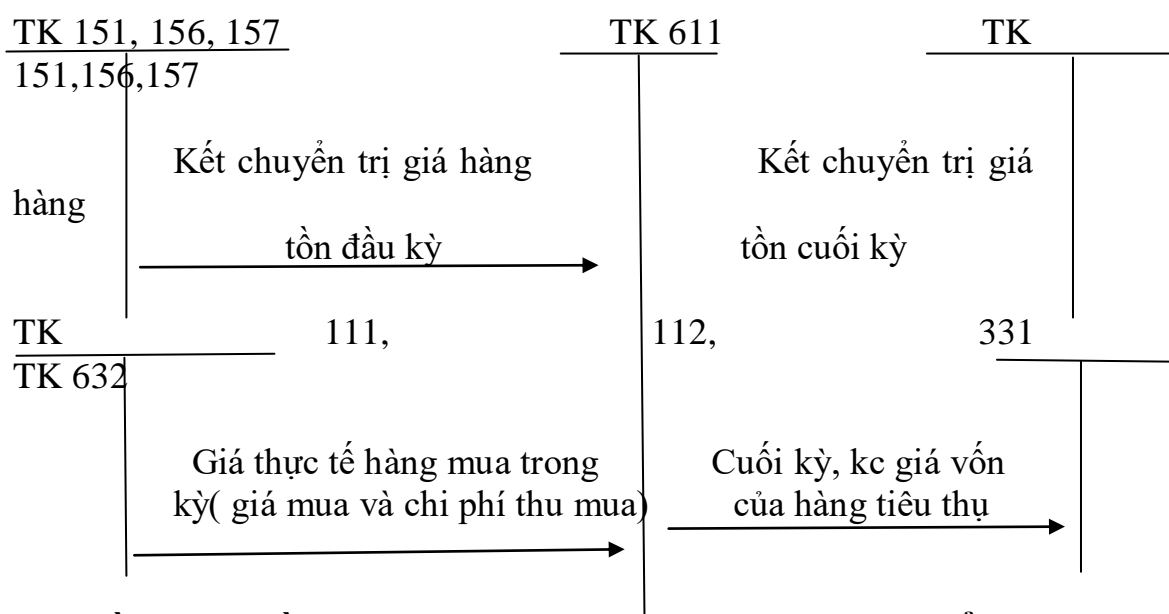 TK 151, 156, 157 TK 611 TK
151,156,157
Kết chuyển trị giá hàng Kết chuyển trị giá
hàng
tồn đầu kỳ tồn cuối kỳ
TK 111, 112, 331
TK 632
Giá thực tế hàng mua trong Cuối kỳ, kc giá vốn
kỳ( giá mua và chi phí thu mua) của hàng tiêu thụ